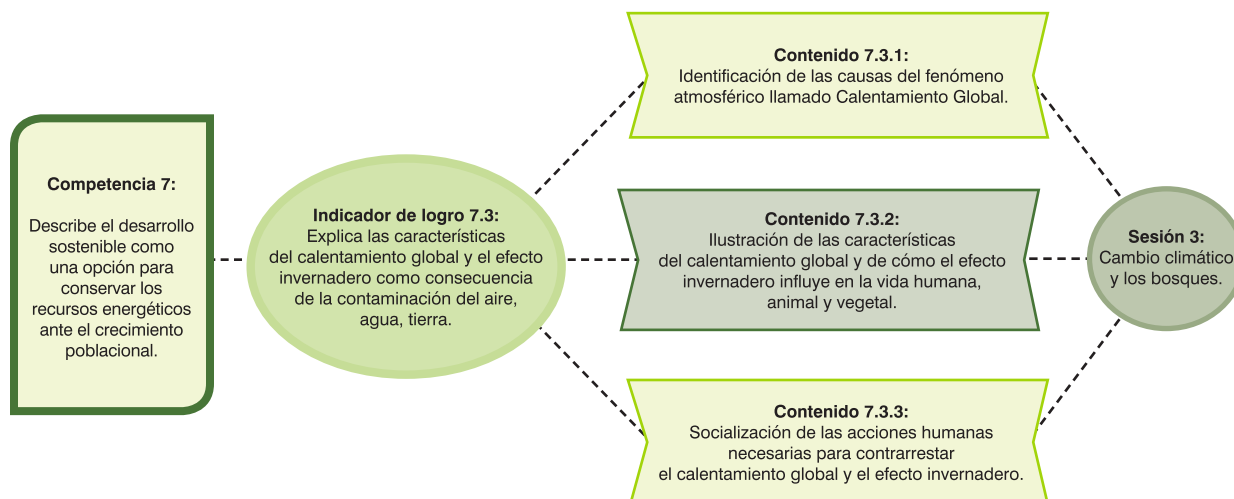 Competencia 7:
Describe el desarrollo
sostenible como
una opción para
conservar los
recursos energéticos
ante el crecimiento
poblacional.
Indicador de logro 7.3:
Explica las características
del calentamiento global y el efecto
invernadero como consecuencia
de la contaminación del aire,
agua, tierra.
Contenido 7.3.1:
Identificación de las causas del fenómeno
atmosférico llamado Calentamiento Global.
Contenido 7.3.2:
Ilustración de las características
del calentamiento global y de cómo el efecto
invernadero influye en la vida humana,
animal y vegetal.
Contenido 7.3.3:
Socialización de las acciones humanas
necesarias para contrarrestar
el calentamiento global y el efecto invernadero.
Sesión 3:
Cambio climático
y los bosques.